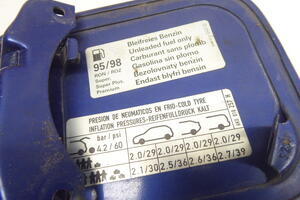 Bleifreies Benzin
Unleaded fuel only
Carburant sans plomb
Gasolina sin plomo
Bezolovnaty benzin
Endast blyfri bensin
95/98
RON / ROZ
Super,
Super Plus,
Premium
PRESION DE NEUMATICOS EN FRIO-COLD TYRE
INFLATION PRESSURES-REIFENFÜLLDRUCK KALT
bar / psi
4.2/60
2.0/29 2.0/29 2.0/29 2.0/29
2.1/30 2.5/36 2.6/36 2.7/39